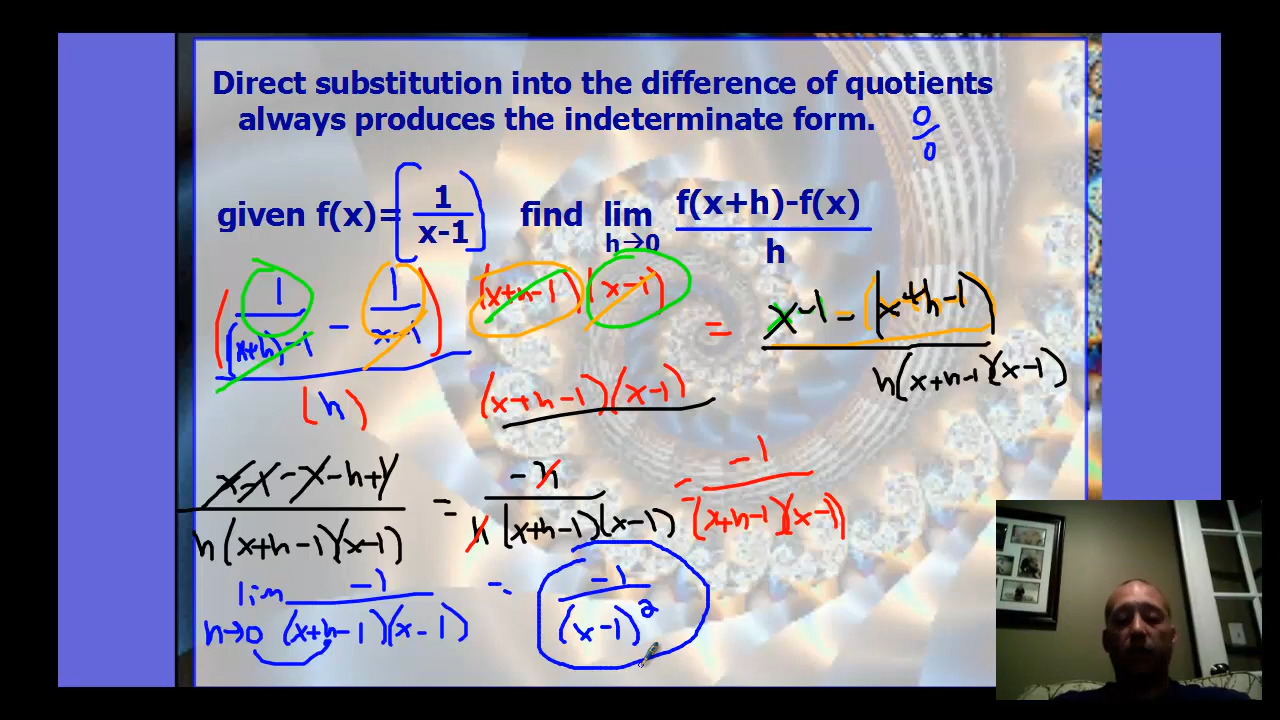 Direct substitution into the difference of quotients
always produces the indeterminate form. 0/0
given f(x)=(1/(x-1)) find lim h→0 (f(x+h)-f(x))/h
(1/((x+h)-1) - 1/(x-1))/(h) (x+h-1)(x-1)/((x+h-1)(x-1)) = (x-1-(x+h-1))/(h(x+h-1)(x-1))
(x-1-x-h+1)/(h(x+h-1)(x-1)) = -h/(h(x+h-1)(x-1)) = -1/((x+h-1)(x-1))
lim h→0 -1/((x+h-1)(x-1)) = -1/(x-1)²